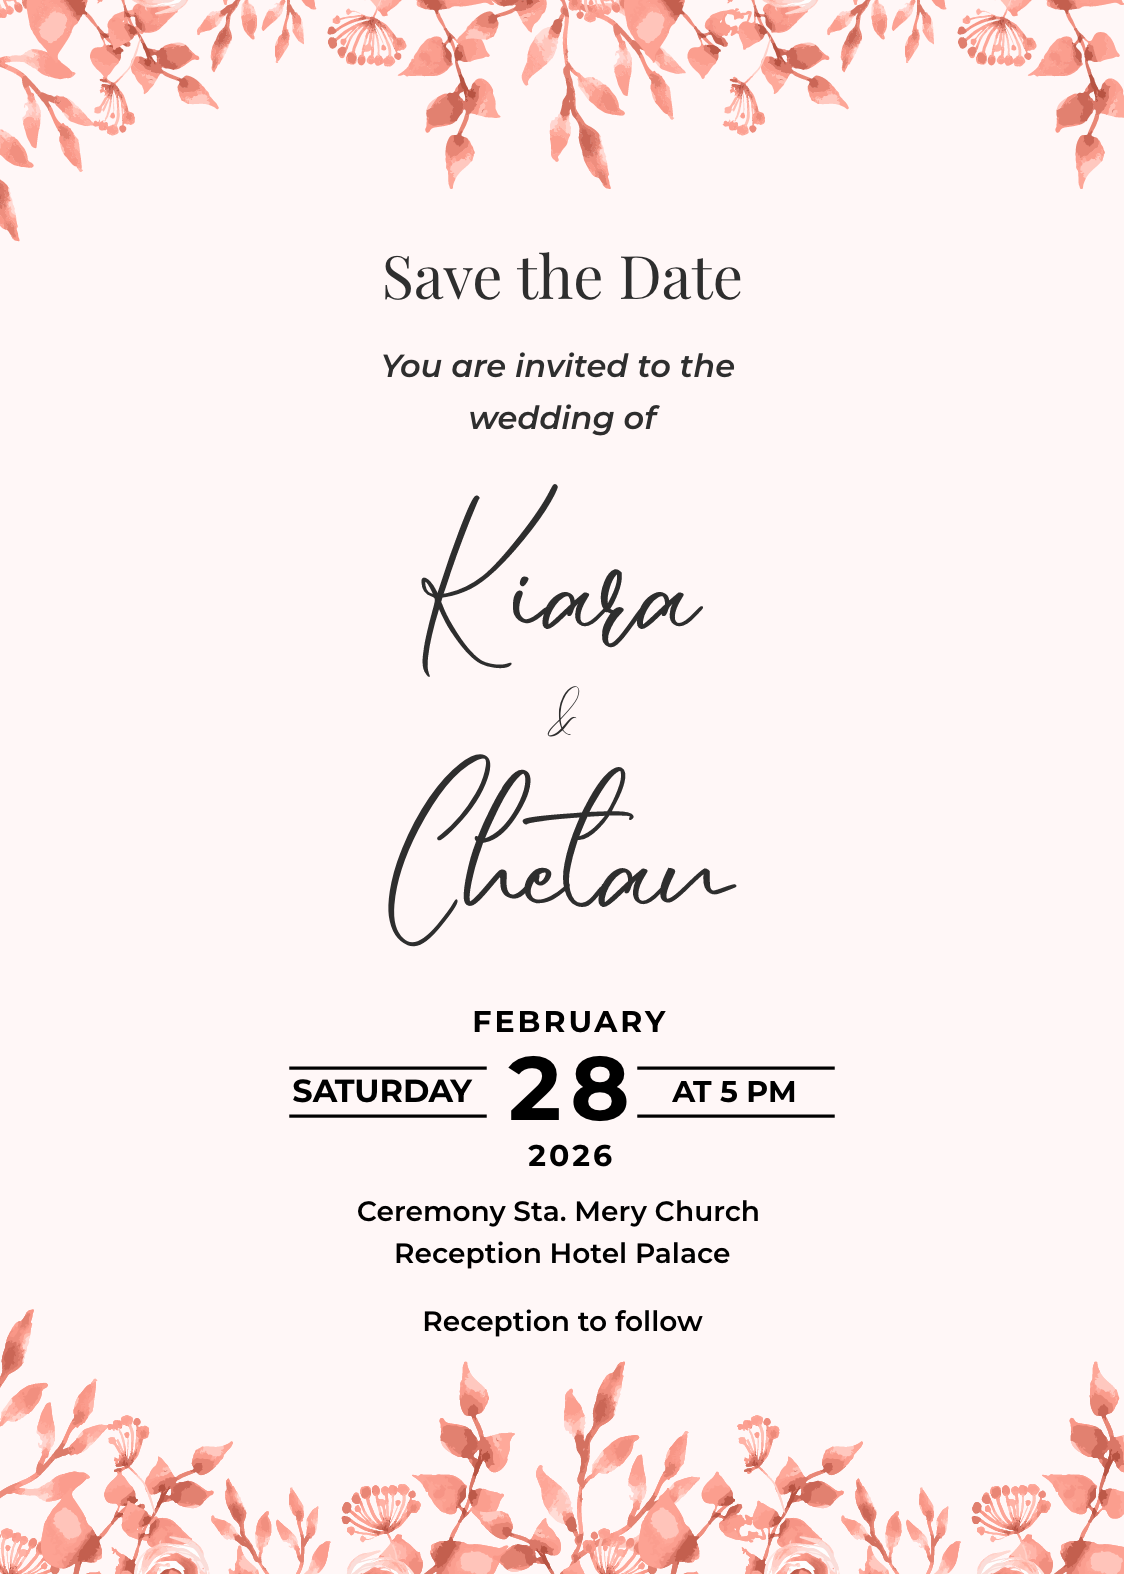 Save the Date
You are invited to the
wedding of
Kiara
&
Chetan
FEBRUARY
SATURDAY 28 AT 5 PM
2026
Ceremony Sta. Mery Church
Reception Hotel Palace
Reception to follow